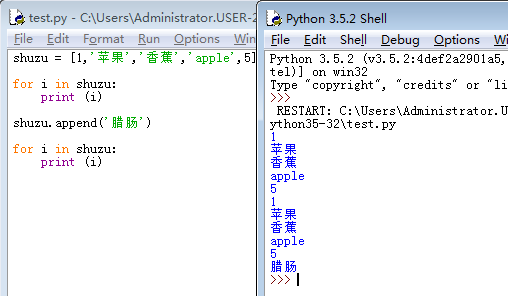 test.py - C:\Users\Administrator.USER-2
File Edit Format Run Options
shuzu = [1,'苹果','香蕉','apple',5]
for i in shuzu:
print (i)
shuzu.append('腊肠')
for i in shuzu:
print (i)
Python 3.5.2 Shell
File Edit Shell Debug Options
Python 3.5.2 (v3.5.2:4def2a2901a5,
tel)] on win32
Type "copyright", "credits" or "li
>>>
RESTART: C:\Users\Administrator.U
ython35-32\test.py
1
苹果
香蕉
apple
5
1
苹果
香蕉
apple
5
腊肠
>>>